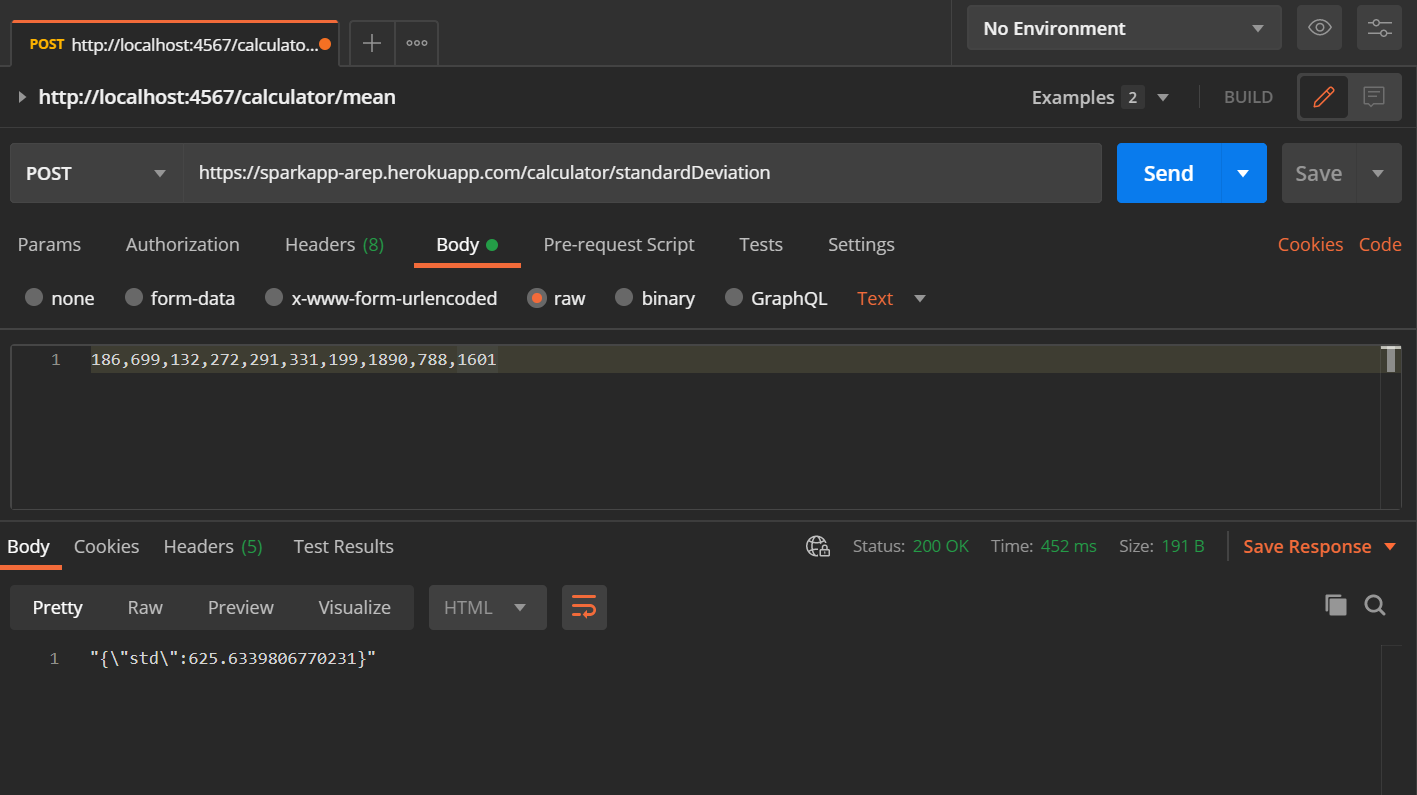 POST http://localhost:4567/calculato...
No Environment
http://localhost:4567/calculator/mean
Examples 2
BUILD
POST
https://sparkapp-arep.herokuapp.com/calculator/standardDeviation
Send
Save
Params Authorization Headers (8) Body Pre-request Script Tests Settings Cookies Code
none form-data x-www-form-urlencoded raw binary GraphQL Text
1 186,699,132,272,291,331,199,1890,788,1601
Body Cookies Headers (5) Test Results Status: 200 OK Time: 452 ms Size: 191 B Save Response
Pretty Raw Preview Visualize HTML
1 "{\"std\":625.6339806770231}"